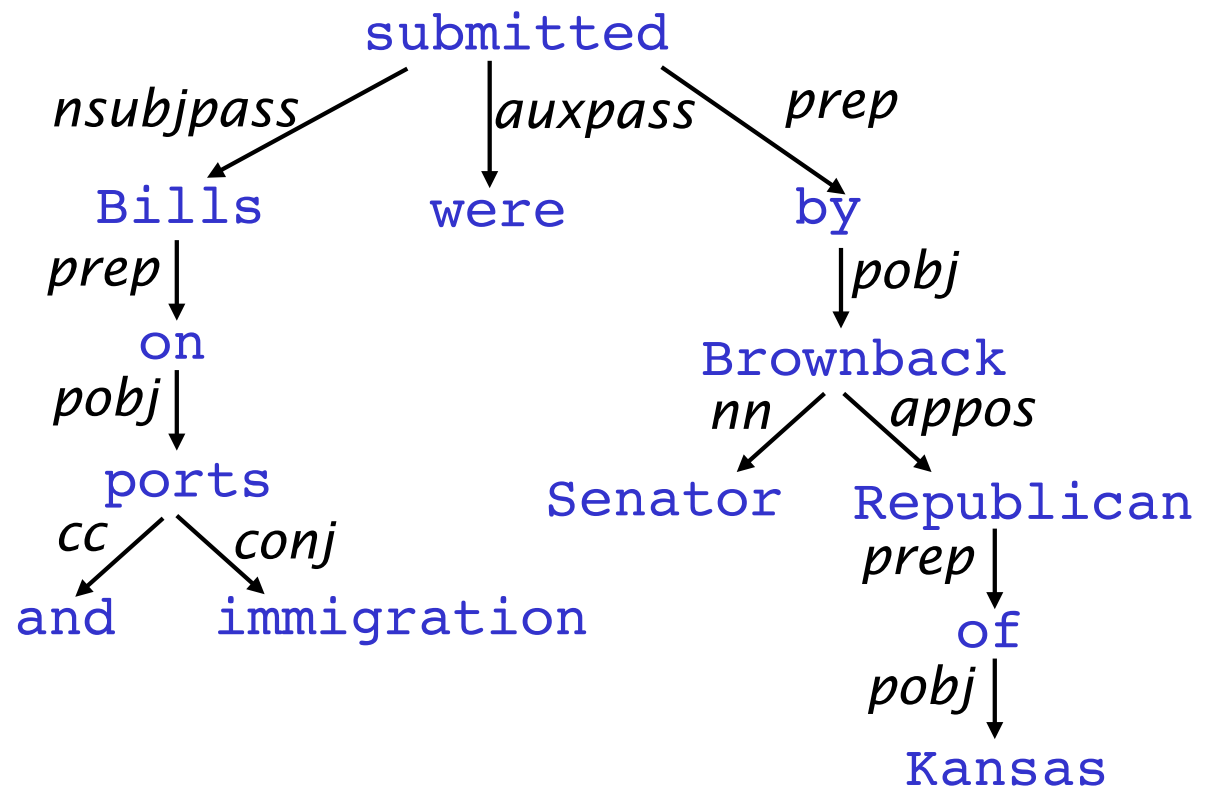 submitted
nsubjpass auxpass prep
Bills were by
prep pobj
on Brownback
pobj nn appos
ports Senator Republican
cc conj prep
and immigration of
pobj
Kansas